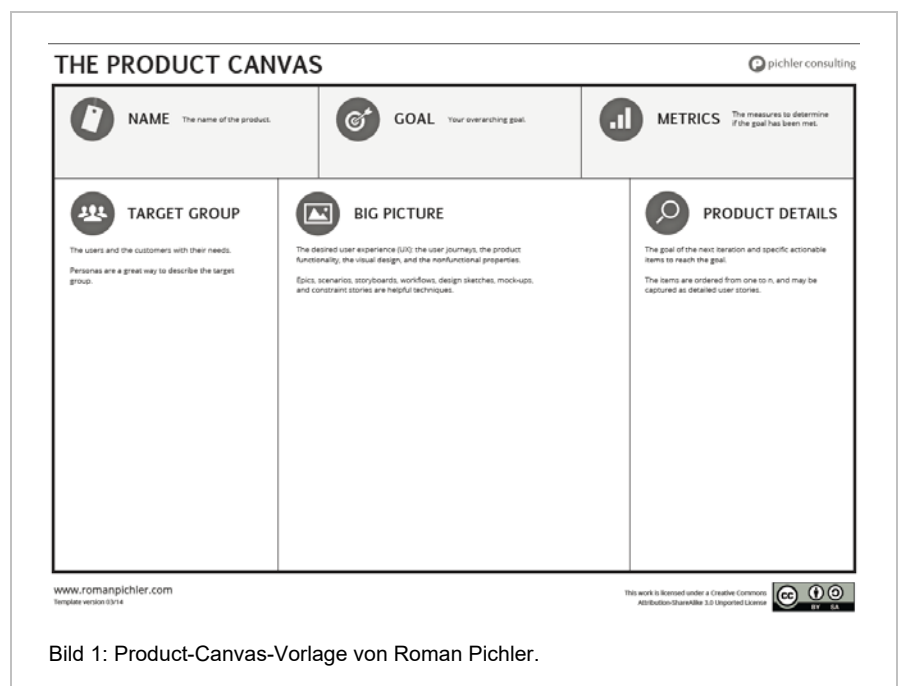 THE PRODUCT CANVAS
pichler consulting
NAME The name of the product.
GOAL Your overarching goal.
METRICS The measures to determine
if the goal has been met.
TARGET GROUP
The users and the customers with their needs.
Personas are a great way to describe the target
group.
BIG PICTURE
The desired user experience (UX): the user journeys, the product
functionality, the visual design, and the nonfunctional properties.
Epics, scenarios, storyboards, workflows, design sketches, mock-ups,
and constraint stories are helpful techniques.
PRODUCT DETAILS
The goal of the next iteration and specific actionable
items to reach the goal.
The items are ordered from one to n, and may be
captured as detailed user stories.
www.romanpichler.com
Template version 03/14
This work is licensed under a Creative Commons
Attribution-ShareAlike 3.0 Unported License
cc
BY SA
Bild 1: Product-Canvas-Vorlage von Roman Pichler.